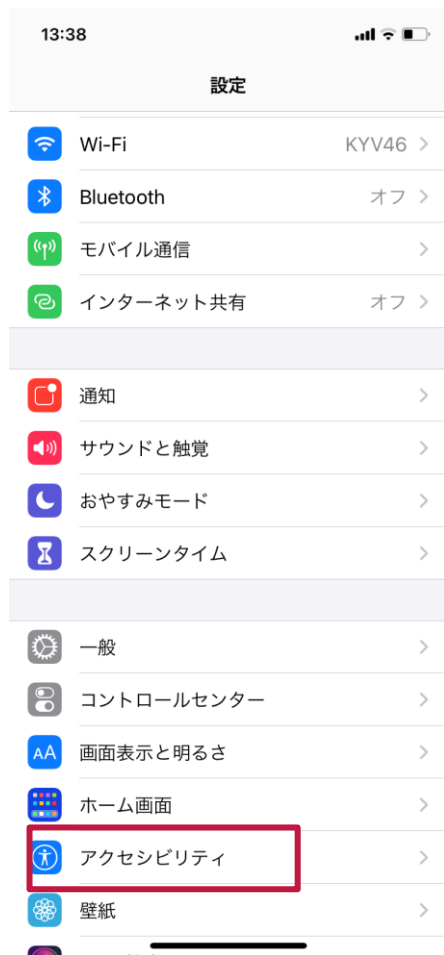 13:38
設定
Wi-Fi KYV46
Bluetooth オフ
モバイル通信
インターネット共有 オフ
通知
サウンドと触覚
おやすみモード
スクリーンタイム
一般
コントロールセンター
AA 画面表示と明るさ
ホーム画面
アクセシビリティ
壁紙